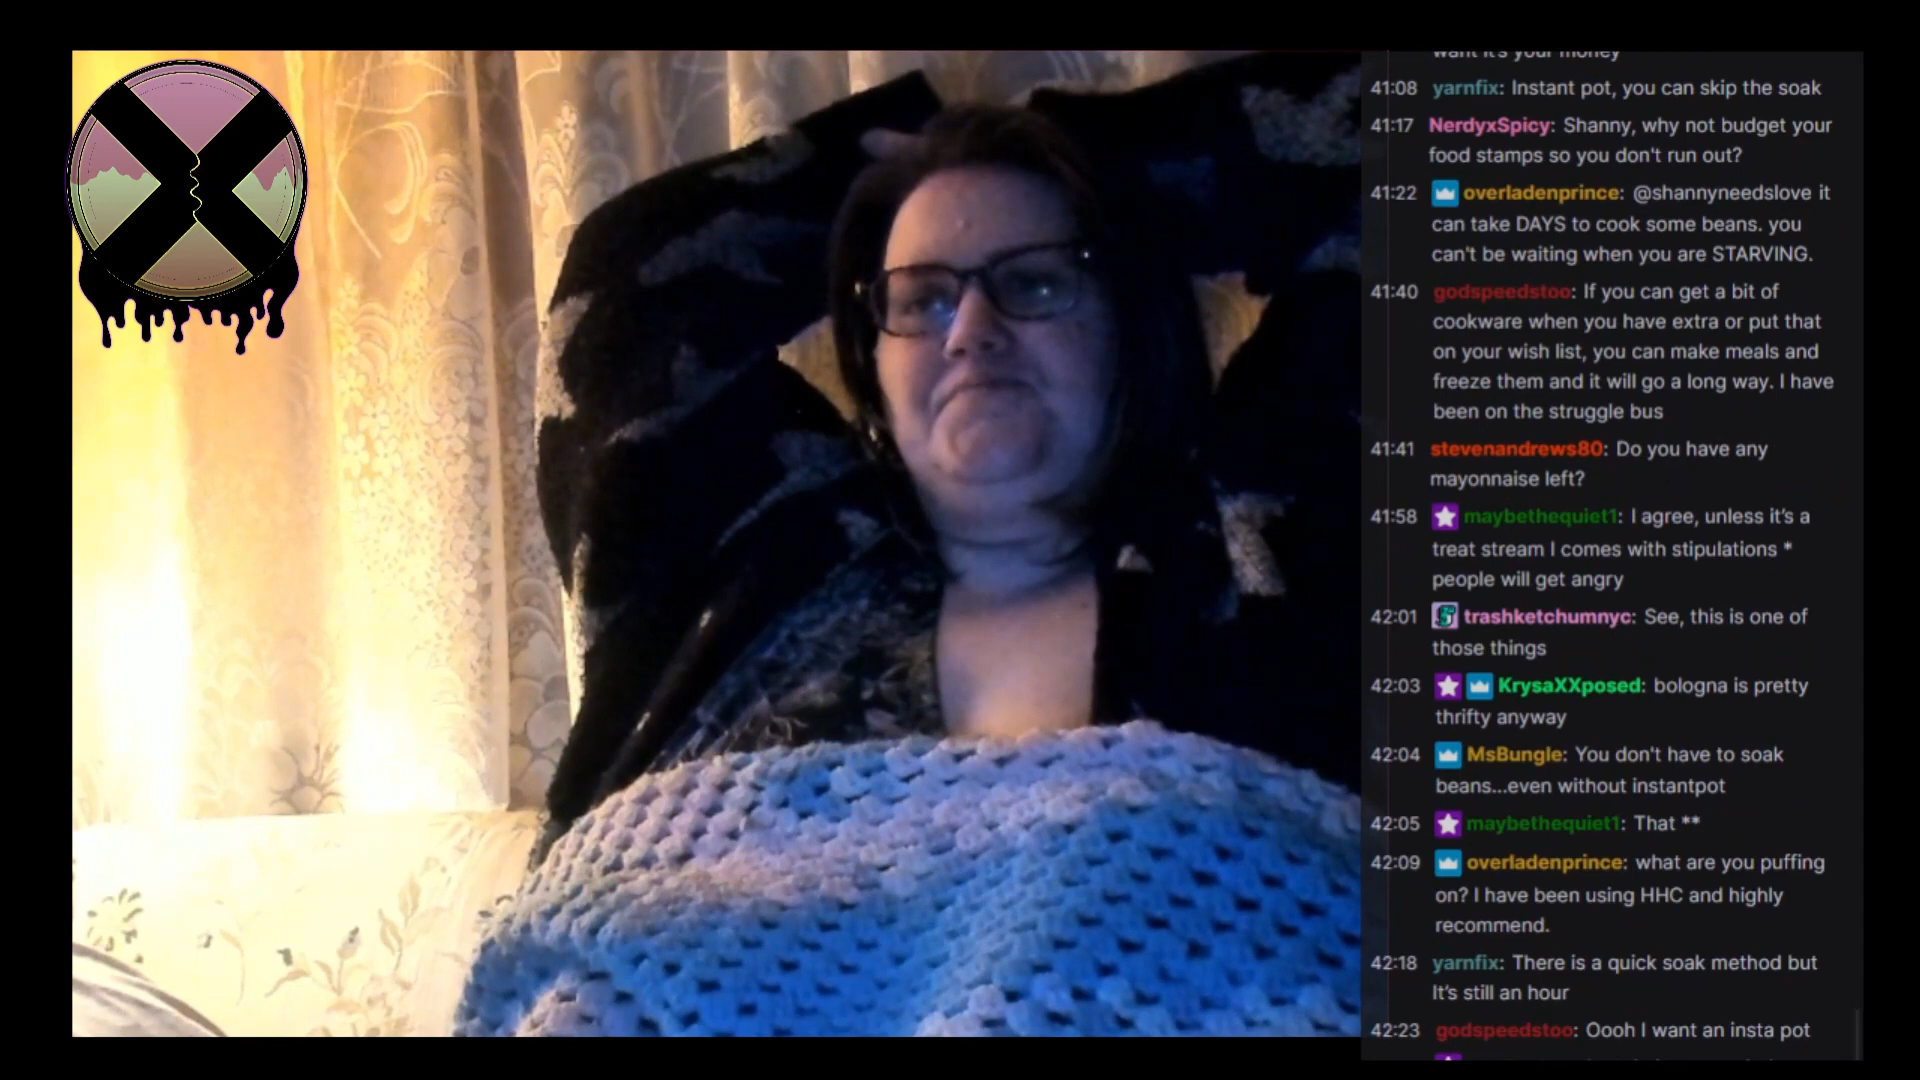 want it's your money
41:08 yarnfix: Instant pot, you can skip the soak
41:17 NerdyxSpicy: Shanny, why not budget your
food stamps so you don't run out?
41:22 overladenprince: @shannyneedslove it
can take DAYS to cook some beans. you
can't be waiting when you are STARVING.
41:40 godspeedstoo: If you can get a bit of
cookware when you have extra or put that
on your wish list, you can make meals and
freeze them and it will go a long way. I have
been on the struggle bus
41:41 stevenandrews80: Do you have any
mayonnaise left?
41:58 maybethequiet1: I agree, unless it's a
treat stream I comes with stipulations *
people will get angry
42:01 trashketchumnyc: See, this is one of
those things
42:03 KrysaXXposed: bologna is pretty
thrifty anyway
42:04 MsBungle: You don't have to soak
beans...even without instantpot
42:05 maybethequiet1: That **
42:09 overladenprince: what are you puffing
on? I have been using HHC and highly
recommend.
42:18 yarnfix: There is a quick soak method but
It's still an hour
42:23 godspeedstoo: Oooh I want an insta pot